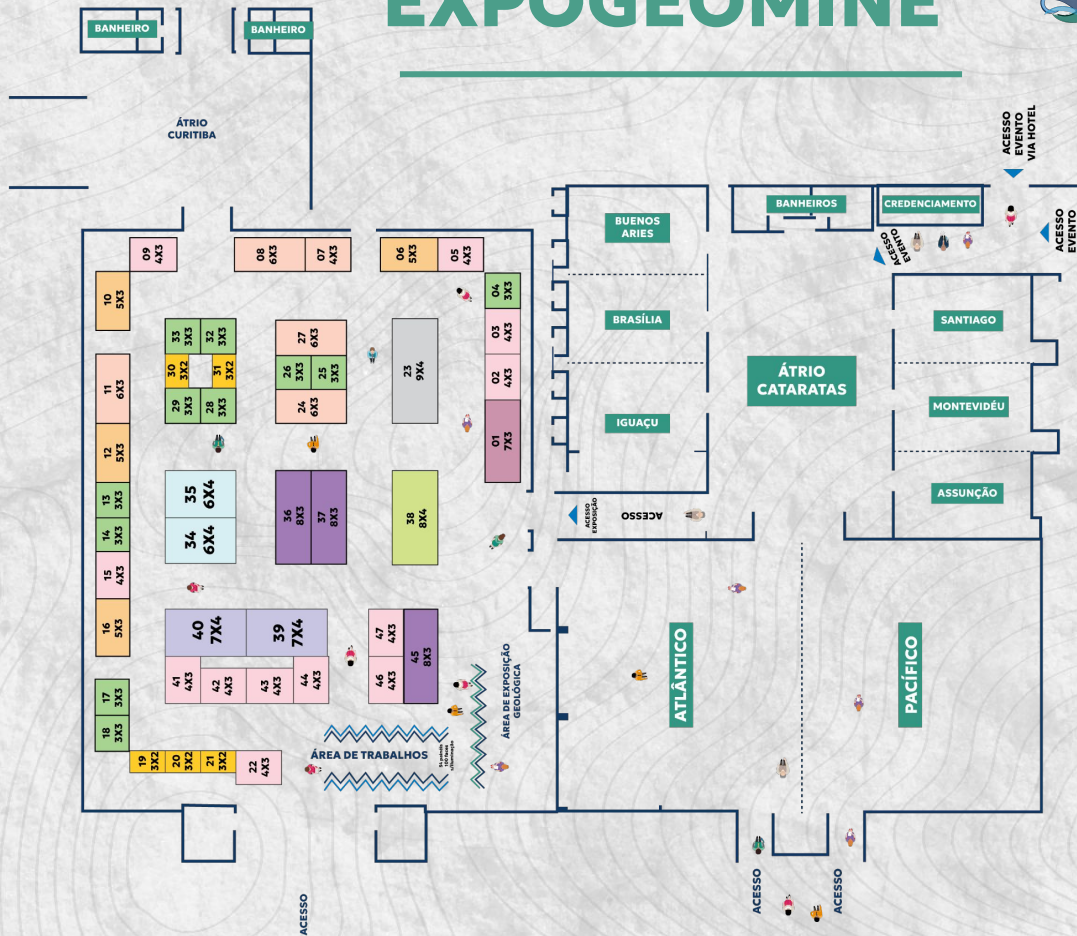 EXPOGEOMINE
BANHEIRO
BANHEIRO
ÁTRIO
CURITIBA
ACESSO
EVENTO
VIA HOTEL
BUENOS
ARIES
BANHEIROS
CREDENCIAMENTO
ACESSO
EVENTO
ACESSO
EVENTO
09
4X3
08
6X3
07
4X3
06
5X3
05
4X3
10
5X3
04
3X3
03
4X3
02
4X3
01
7X3
33
3X3
32
3X3
30
3X2
31
3X2
29
3X3
28
3X3
27
6X3
26
3X3
25
3X3
24
6X3
23
9X4
BRASÍLIA
SANTIAGO
ÁTRIO
CATARATAS
11
6X3
MONTEVIDÉU
IGUAÇU
12
5X3
13
3X3
14
3X3
15
4X3
16
5X3
35
6X4
34
6X4
36
8X3
37
8X3
38
8X4
ASSUNÇÃO
ACESSO
EXPOSIÇÃO
ACESSO
40
7X4
39
7X4
47
4X3
46
4X3
45
8X3
41
4X3
42
4X3
43
4X3
44
4X3
17
3X3
18
3X3
19
3X2
20
3X2
21
3X2
22
4X3
ÁREA DE TRABALHOS
100 faces
ÁREA DE EXPOSIÇÃO
GEOLÓGICA
ATLÂNTICO
PACÍFICO
ACESSO
ACESSO
ACESSO